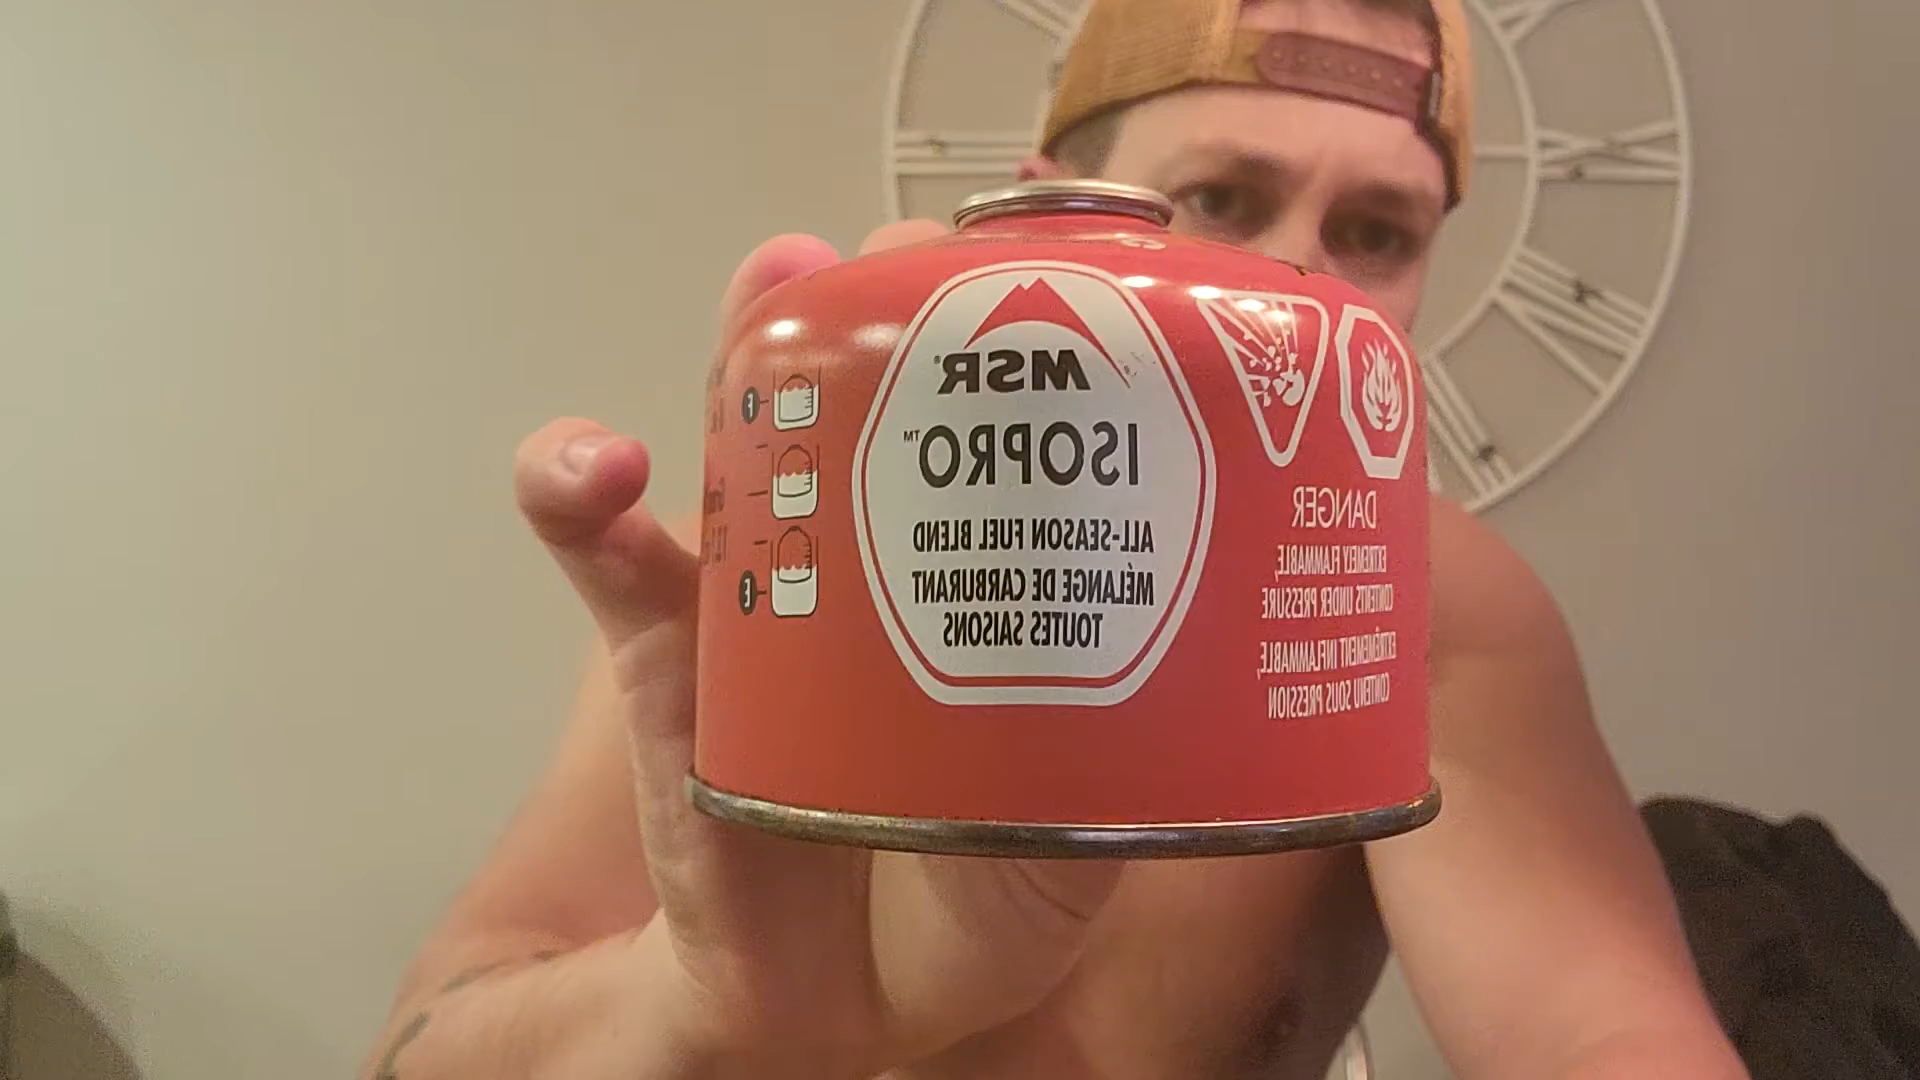 MSR®
ISOPRO™
ALL-SEASON FUEL BLEND
MÉLANGE DE CARBURANT
TOUTES SAISONS
DANGER
EXTREMELY FLAMMABLE,
CONTENTS UNDER PRESSURE
EXTRÊMEMENT INFLAMMABLE,
CONTENU SOUS PRESSION
F
E